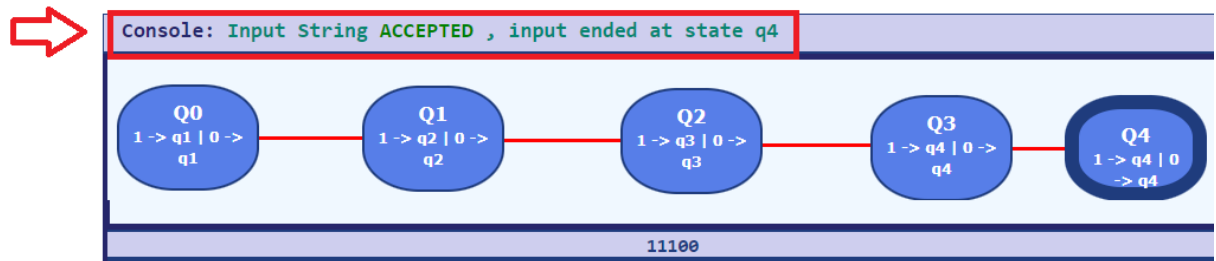 Console: Input String ACCEPTED , input ended at state q4
Q0
1 -> q1 | 0 ->
q1
Q1
1 -> q2 | 0 ->
q2
Q2
1 -> q3 | 0 ->
q3
Q3
1 -> q4 | 0 ->
q4
Q4
1 -> q4 | 0
-> q4
11100